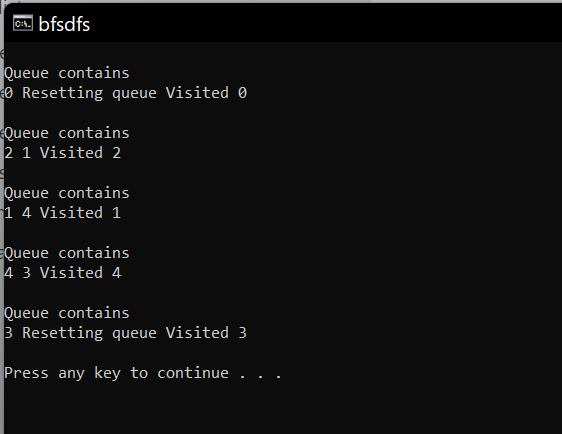 bfsdfs
Queue contains
0 Resetting queue Visited 0
Queue contains
2 1 Visited 2
Queue contains
1 4 Visited 1
Queue contains
4 3 Visited 4
Queue contains
3 Resetting queue Visited 3
Press any key to continue . . .